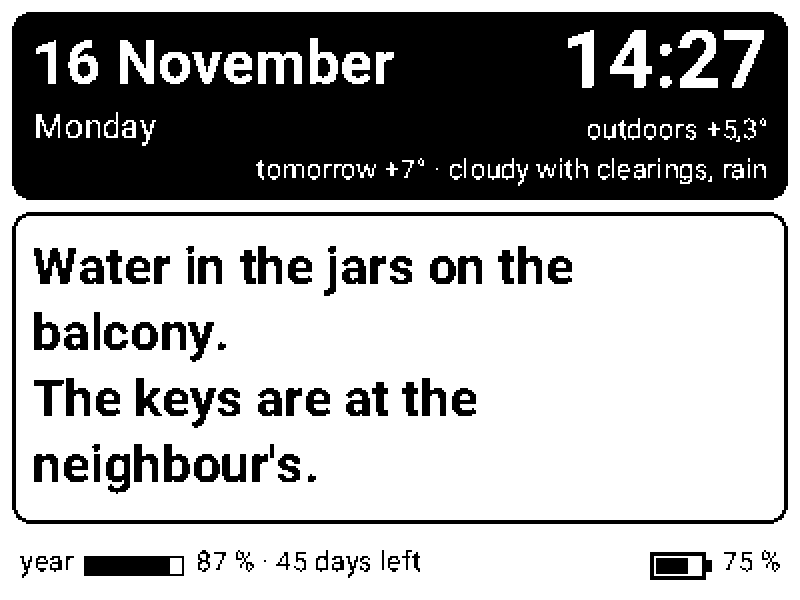 16 November 14:27
Monday outdoors +5,3°
tomorrow +7° · cloudy with clearings, rain
Water in the jars on the
balcony.
The keys are at the
neighbour's.
year 87 % · 45 days left 75 %